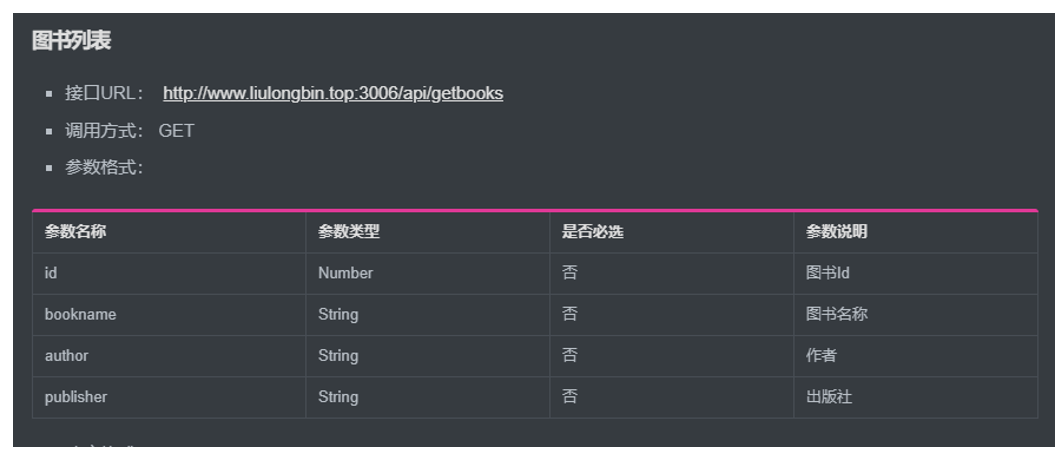 图书列表
接口URL： http://www.liulongbin.top:3006/api/getbooks
调用方式： GET
参数格式：
参数名称 参数类型 是否必选 参数说明
id Number 否 图书Id
bookname String 否 图书名称
author String 否 作者
publisher String 否 出版社